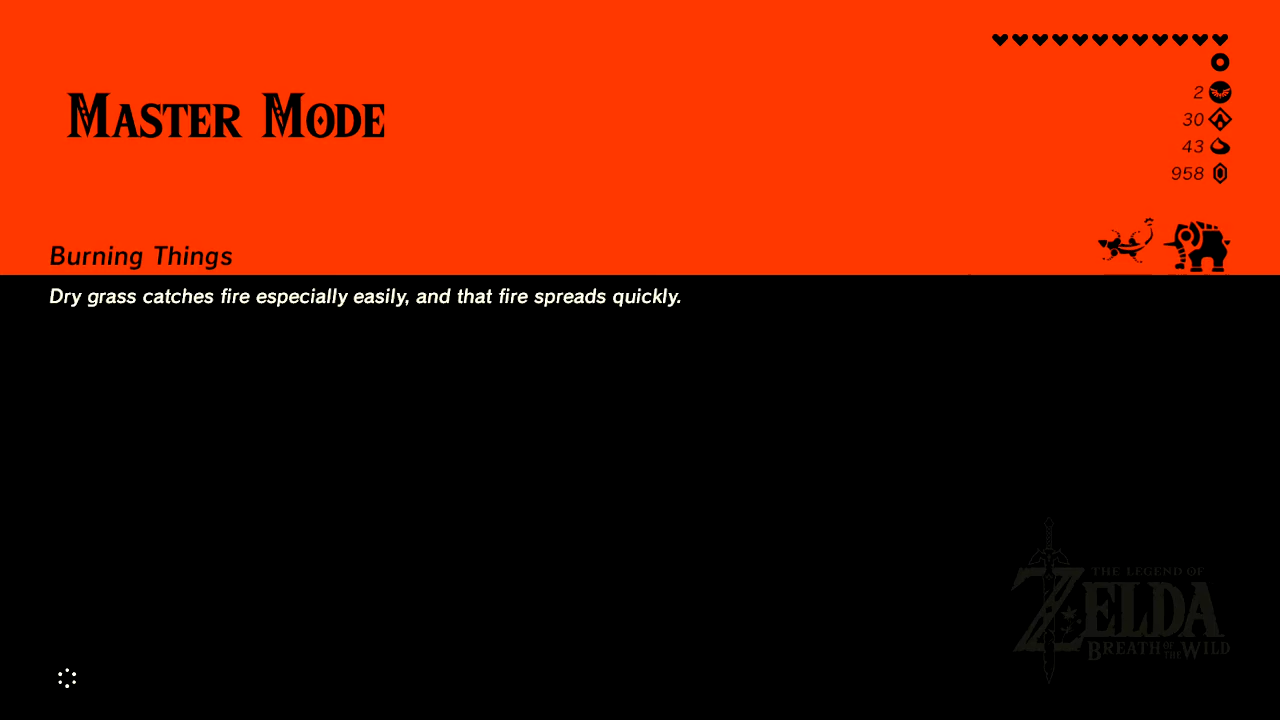 Master Mode
2
30
43
958
Burning Things
Dry grass catches fire especially easily, and that fire spreads quickly.
THE LEGEND OF
ZELDA
BREATH OF THE WILD